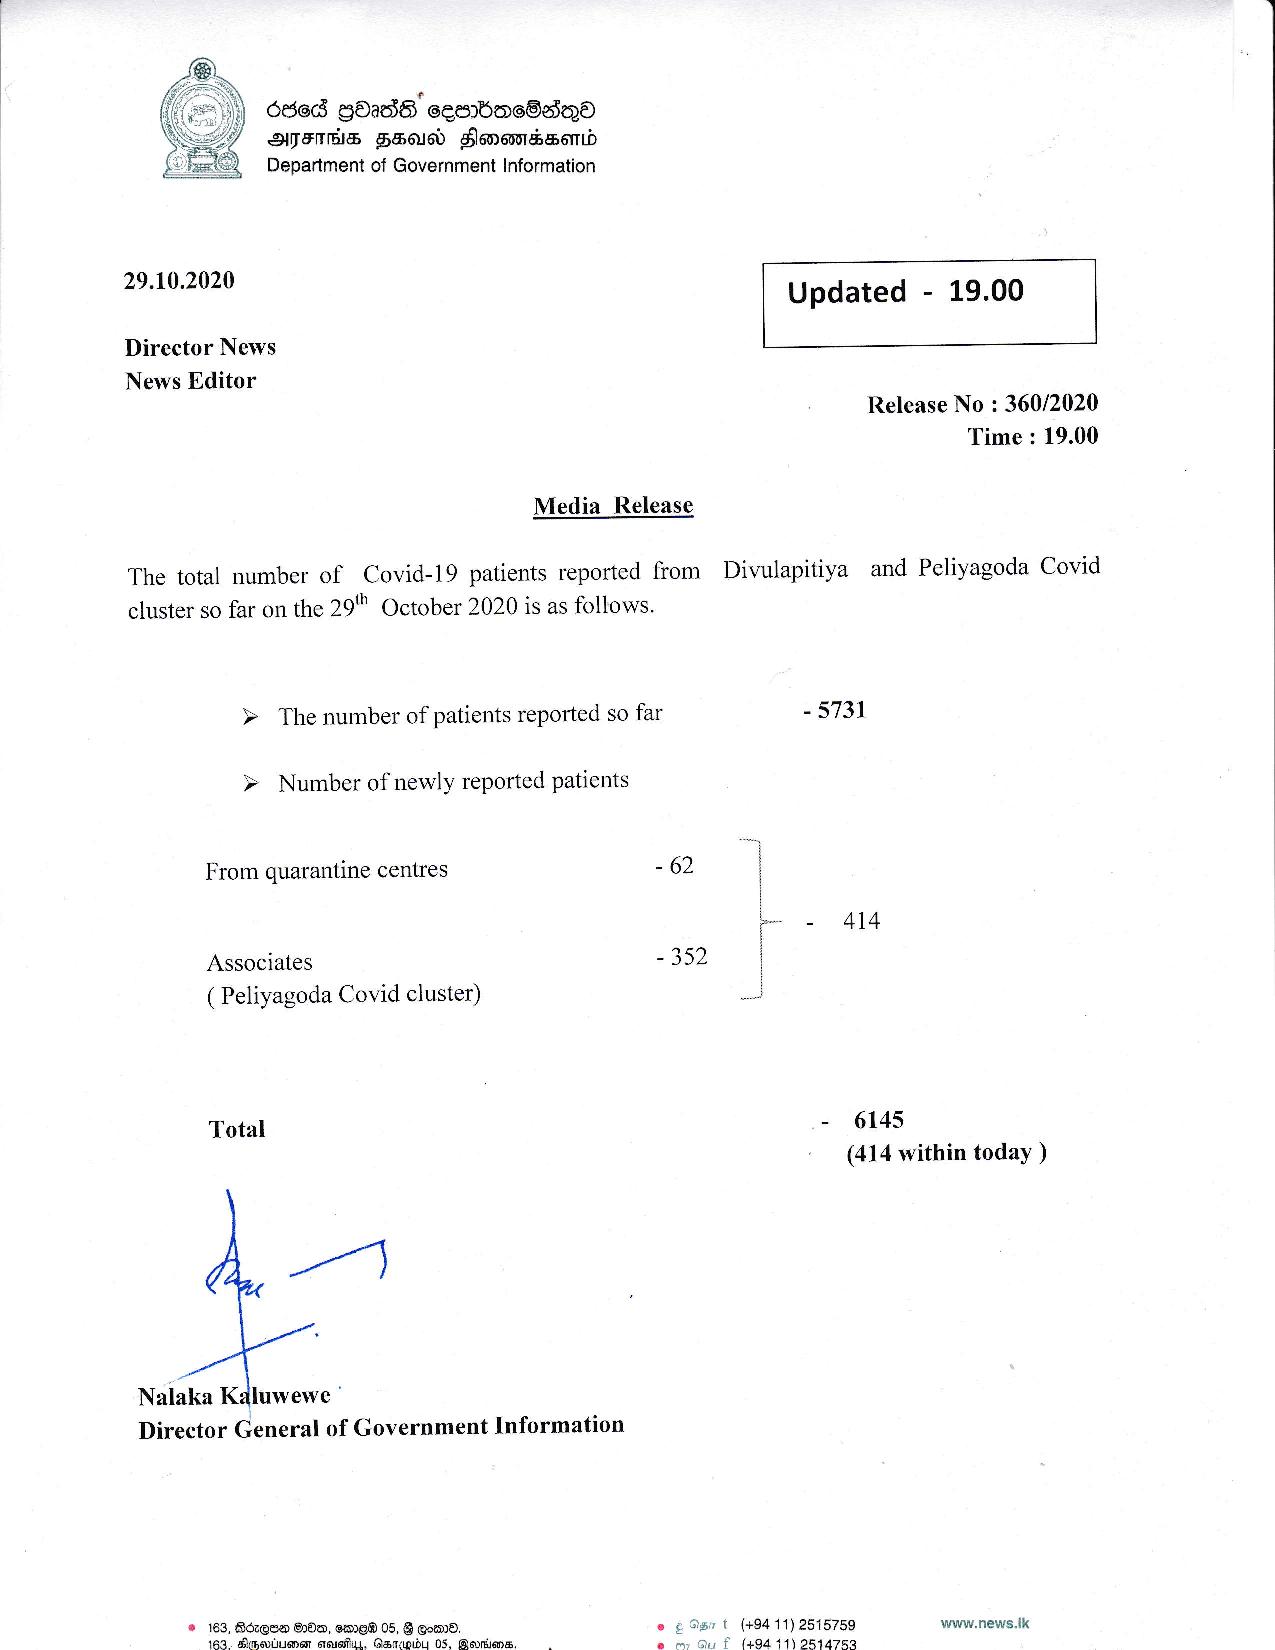 රජයේ ප්‍රවෘත්ති දෙපාර්තමේන්තුව
அரசாங்க தகவல் திணைக்களம்
Department of Government Information
29.10.2020
Updated - 19.00
Director News
News Editor
Release No : 360/2020
Time : 19.00
Media Release
The total number of Covid-19 patients reported from Divulapitiya and Peliyagoda Covid
cluster so far on the 29th October 2020 is as follows.
➢ The number of patients reported so far - 5731
➢ Number of newly reported patients
From quarantine centres - 62
- 414
Associates - 352
( Peliyagoda Covid cluster)
Total - 6145
(414 within today )
Nalaka Kaluwewe
Director General of Government Information
• 163, කිරුළපන මාවත, කොළඹ 05, ශ්‍රී ලංකාව. • t (+94 11) 2515759 www.news.lk
163, கிருலப்பனை எவனியு, கொழும்பு 05, இலங்கை. • f (+94 11) 2514753